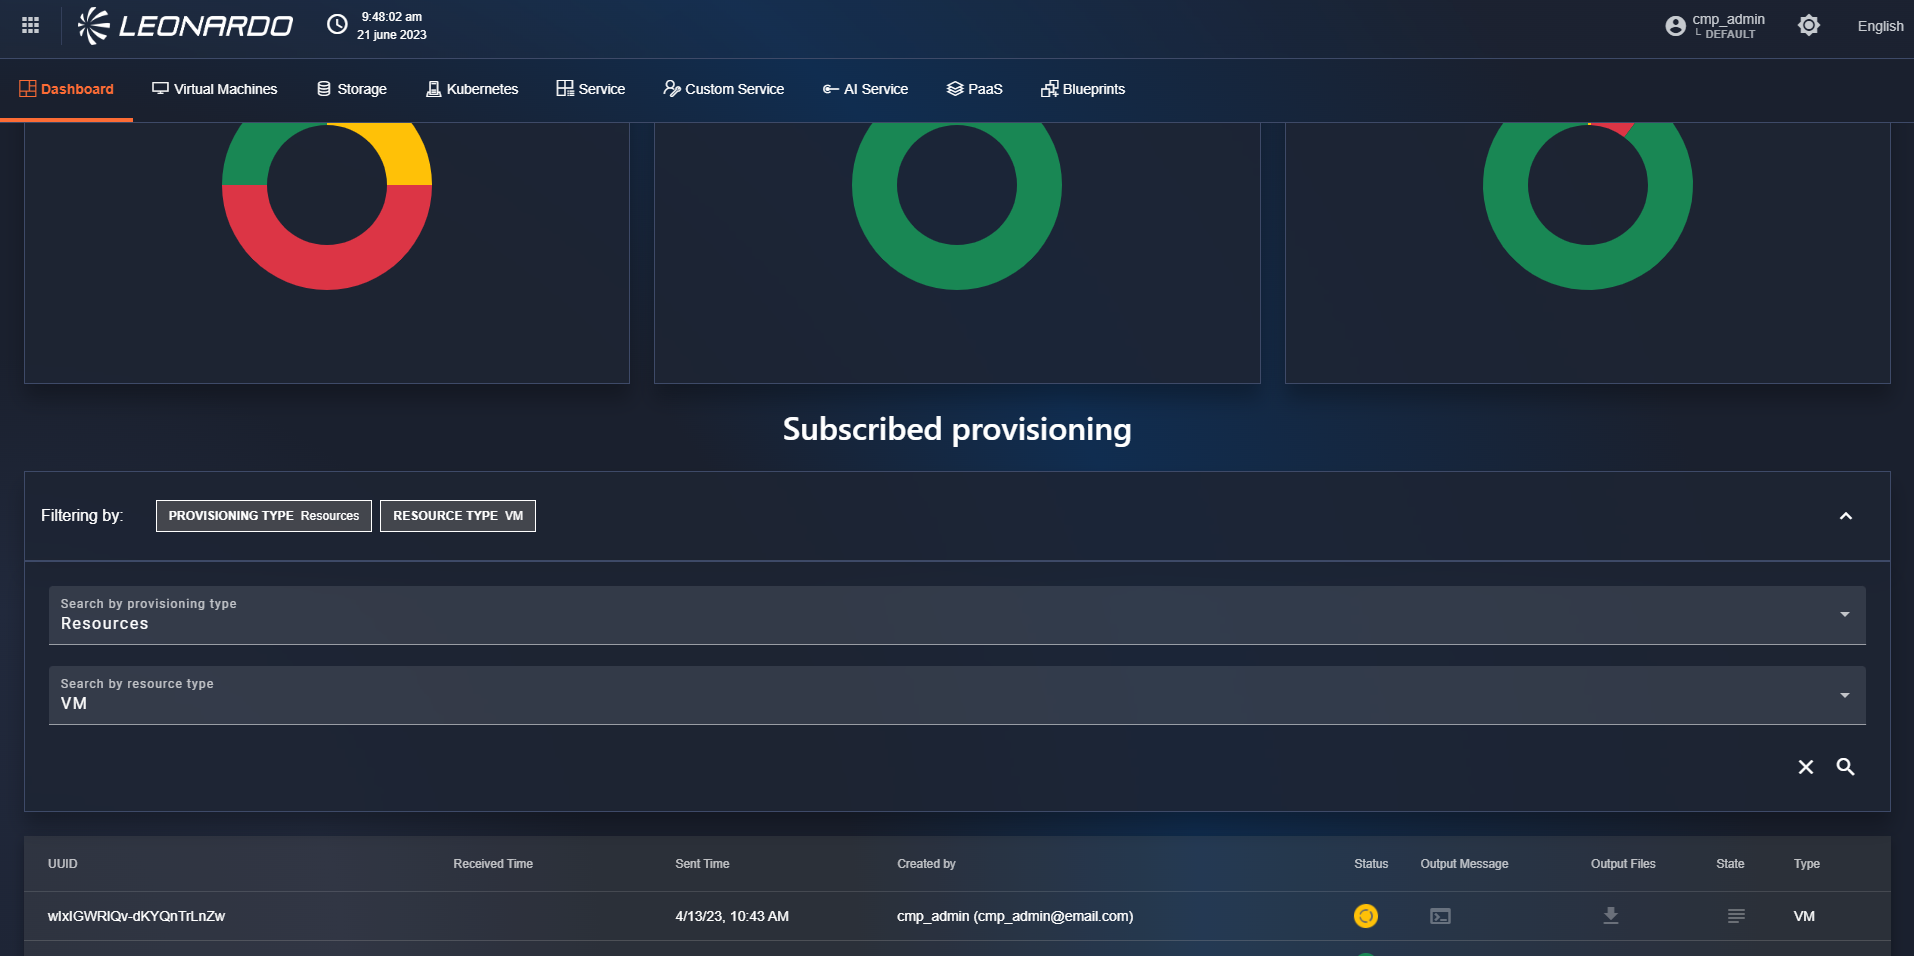 LEONARDO
9:48:02 am
21 june 2023
cmp_admin
DEFAULT
English
Dashboard
Virtual Machines
Storage
Kubernetes
Service
Custom Service
AI Service
PaaS
Blueprints
Subscribed provisioning
Filtering by:
PROVISIONING TYPE Resources
RESOURCE TYPE VM
Search by provisioning type
Resources
Search by resource type
VM
UUID Received Time Sent Time Created by Status Output Message Output Files State Type
4/13/23, 10:43 AM cmp_admin (cmp_admin@email.com) VM